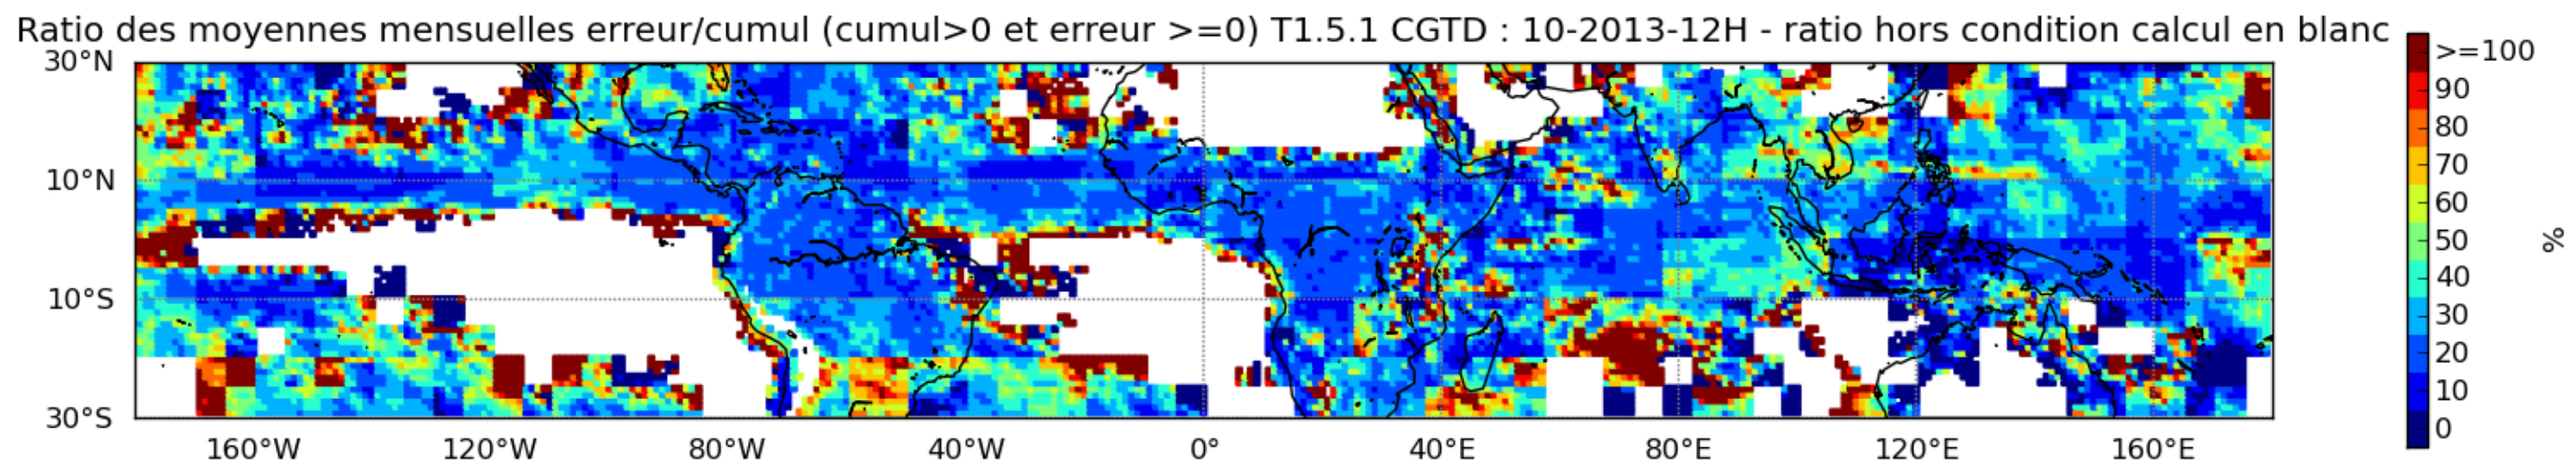 Ratio des moyennes mensuelles erreur/cumul (cumul>0 et erreur >=0) T1.5.1 CGTD : 10-2013-12H - ratio hors condition calcul en blanc
30°N
10°N
10°S
30°S
160°W 120°W 80°W 40°W 0° 40°E 80°E 120°E 160°E
>=100
90
80
70
60
50
40
30
20
10
0
%